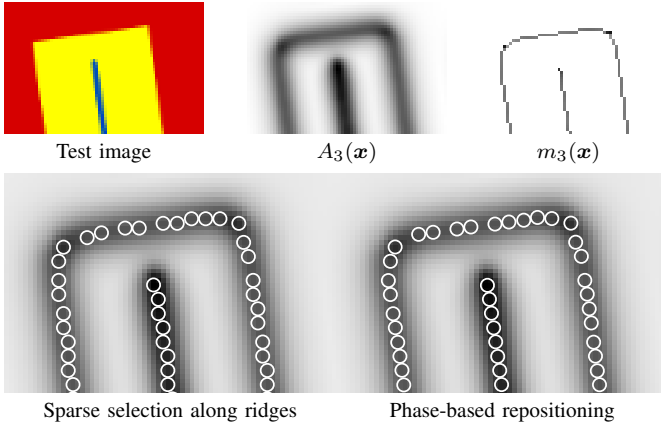 Test image
A₃(𝒙)
m₃(𝒙)
Sparse selection along ridges
Phase-based repositioning